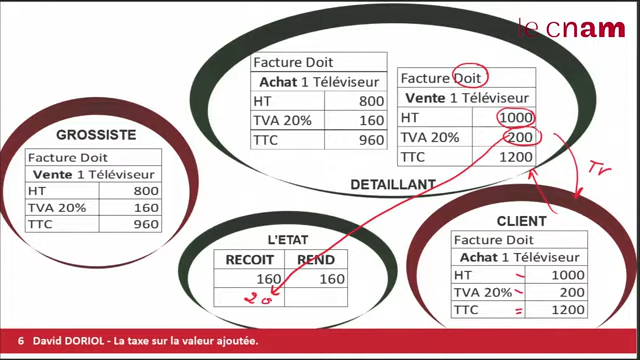 le cnam
Facture Doit
Achat 1 Téléviseur
HT 800
TVA 20% 160
TTC 960
Facture Doit
Vente 1 Téléviseur
HT 1000
TVA 20% 200
TTC 1200
DETAILLANT
GROSSISTE
Facture Doit
Vente 1 Téléviseur
HT 800
TVA 20% 160
TTC 960
L'ETAT
RECOIT REND
160 160
20
CLIENT
Facture Doit
Achat 1 Téléviseur
HT 1000
TVA 20% 200
TTC 1200
6 David DORIOL - La taxe sur la valeur ajoutée.